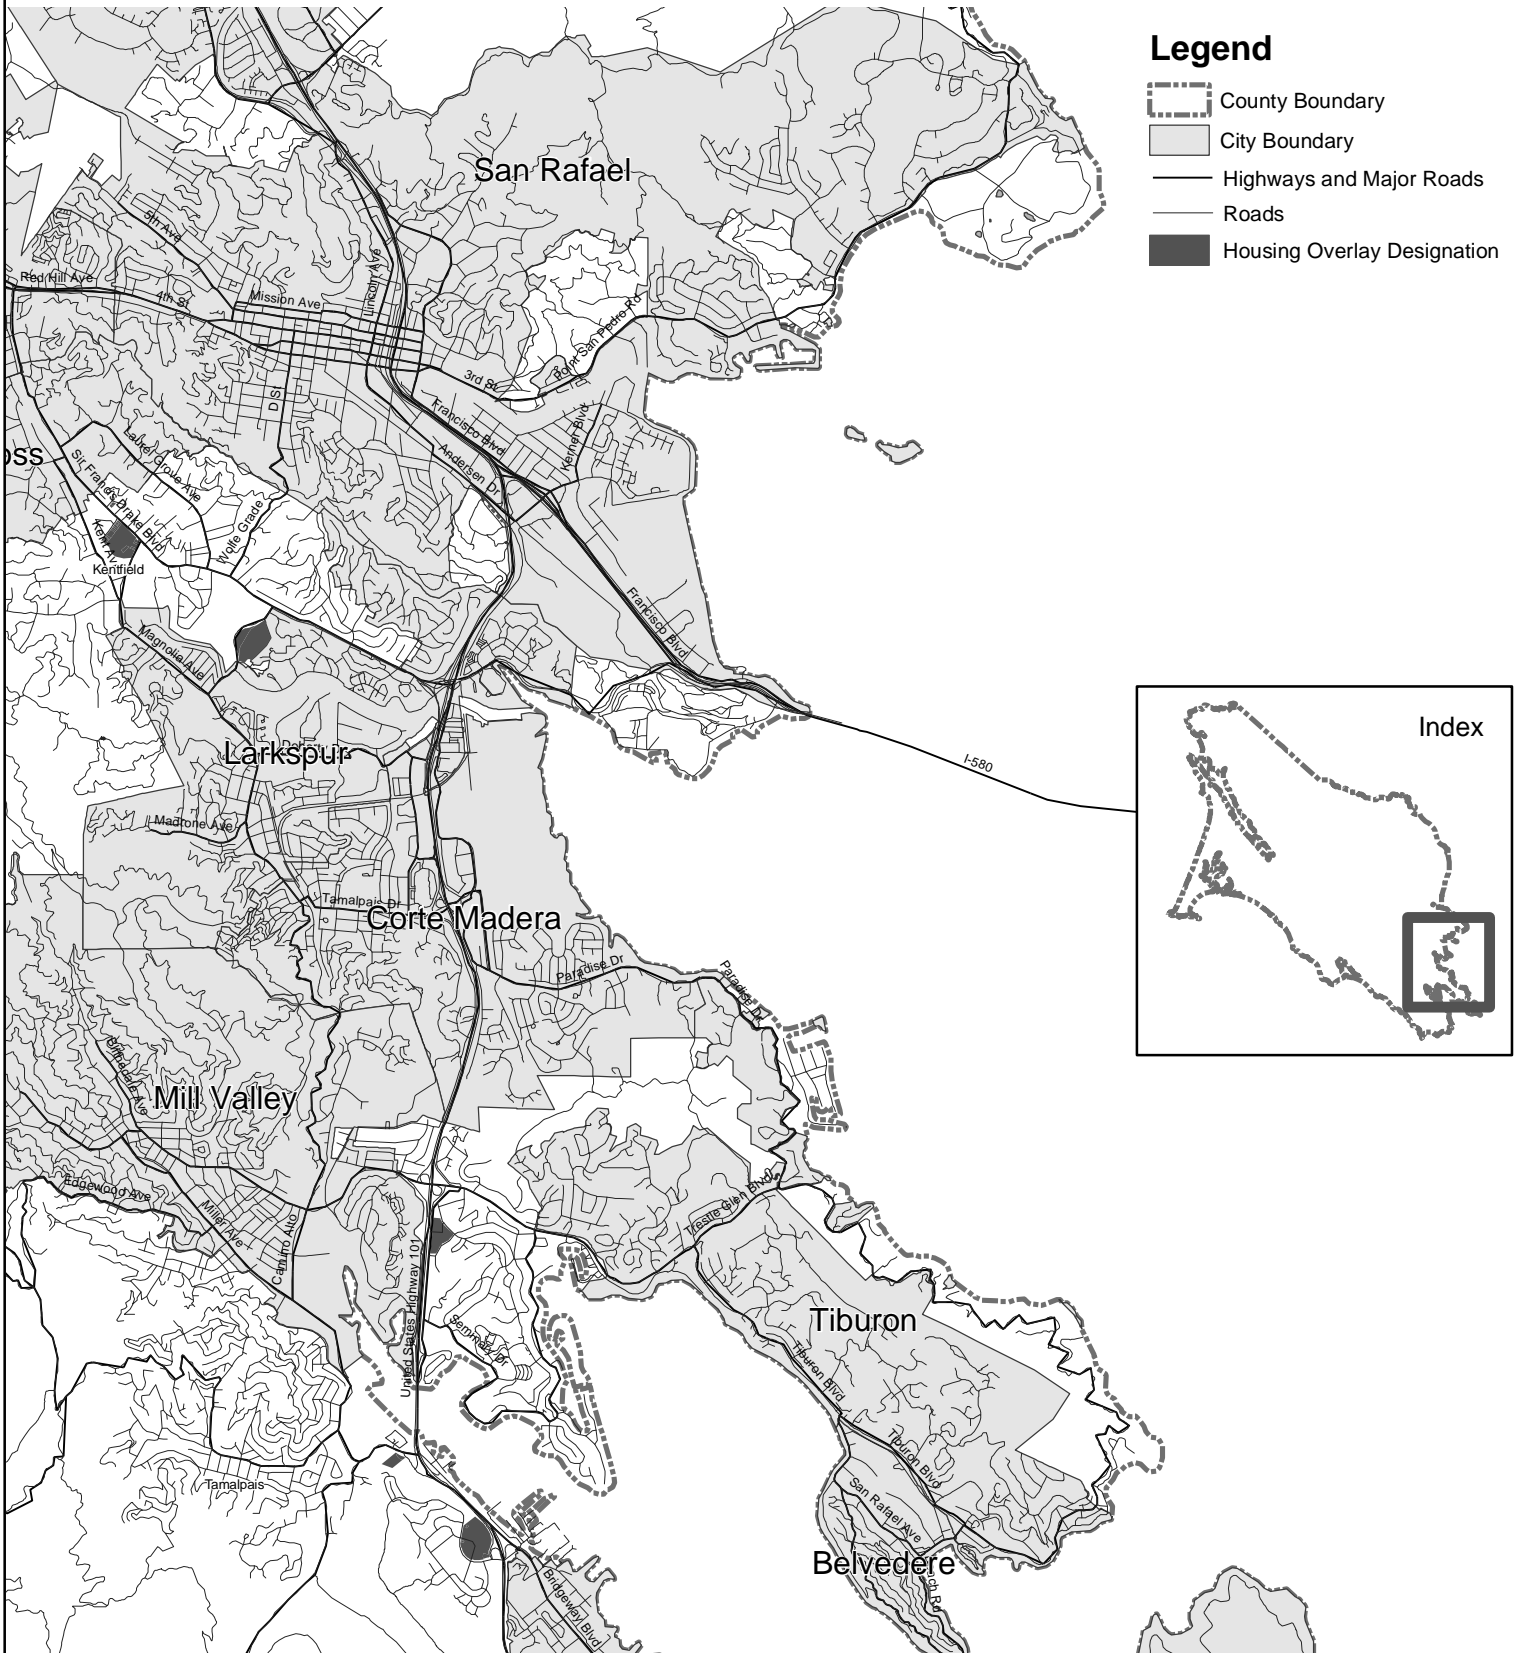 Legend
County Boundary
City Boundary
Highways and Major Roads
Roads
Housing Overlay Designation
San Rafael
5th Ave
Red Hill Ave
4th St
Mission Ave
Lincoln Ave
Point San Pedro Rd
3rd St
D St
Francisco Blvd
Kerner Blvd
Andersen Dr
oss
Laurel Grove Ave
Sir Francis Drake Blvd
Wolfe Grade
Kent Av
Kentfield
Francisco Blvd
Magnolia Ave
Larkspur
I-580
Index
Madrone Ave
Tamalpais Dr
Corte Madera
Paradise Dr
Paradise Dr
Blithedale Ave
Mill Valley
Edgewood Ave
Miller Ave
Camino Alto
Trestle Glen Blvd
United States Highway 101
Seminary Dr
Tiburon
Tiburon Blvd
Tiburon Blvd
Tamalpais
San Rafael Ave
Belvedere
ch Rd
Bridgeway Blvd